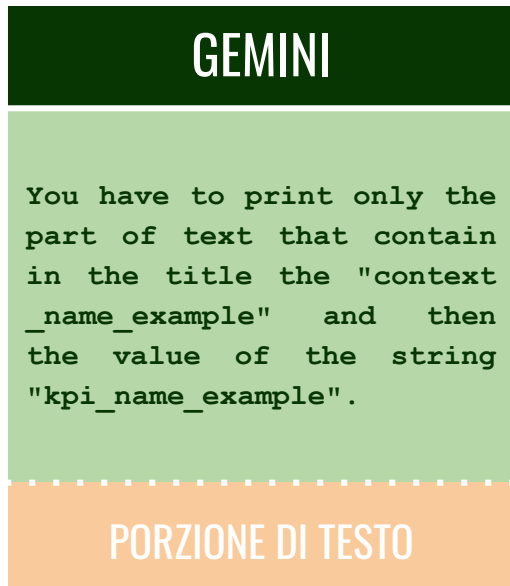 GEMINI
You have to print only the
part of text that contain
in the title the "context
_name_example" and then
the value of the string
"kpi_name_example".
PORZIONE DI TESTO